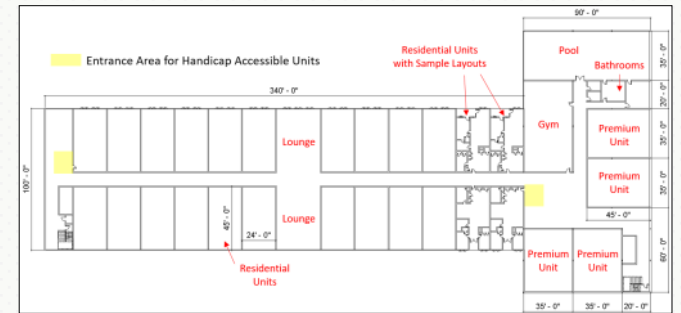 90' - 0"
Pool
Residential Units
with Sample Layouts
Entrance Area for Handicap Accessible Units
Bathrooms
35' - 0"
20' - 0"
340' - 0"
Gym
Premium
Unit
35' - 0"
Lounge
100' - 0"
Premium
Unit
35' - 0"
45' - 0"
Lounge
45' - 0"
24' - 0"
Residential
Units
Premium
Unit
Premium
Unit
60' - 0"
35' - 0"
35' - 0"
20' - 0"